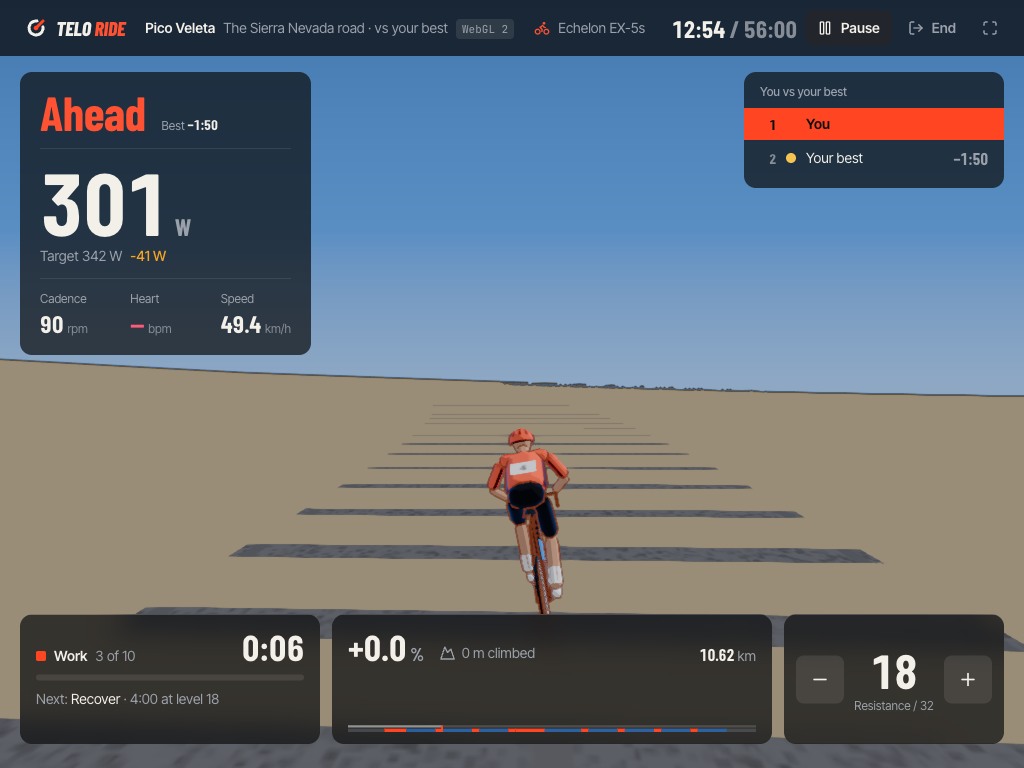 TELO RIDE
Pico Veleta The Sierra Nevada road · vs your best WebGL 2
Echelon EX-5s
12:54 / 56:00
Pause
End
Ahead Best −1:50
301 W
Target 342 W -41 W
Cadence Heart Speed
90 rpm – bpm 49.4 km/h
You vs your best
1 You
2 Your best −1:50
Work 3 of 10 0:06
Next: Recover · 4:00 at level 18
+0.0 % 0 m climbed 10.62 km
− 18 +
Resistance / 32